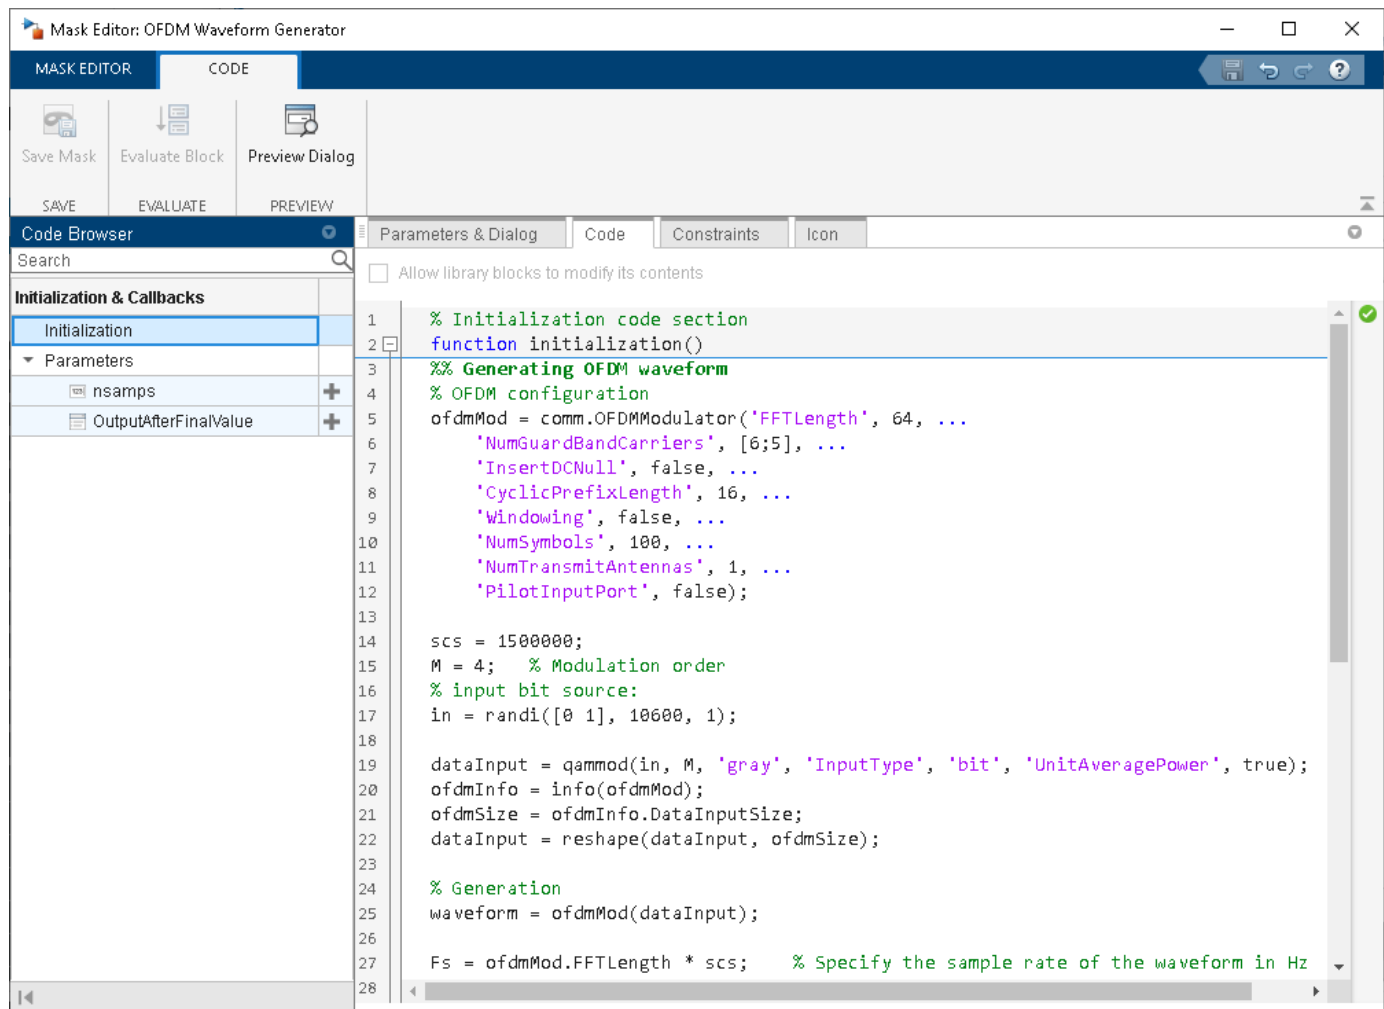 Mask Editor: OFDM Waveform Generator
MASK EDITOR
CODE
Save Mask
Evaluate Block
Preview Dialog
SAVE
EVALUATE
PREVIEW
Code Browser
Search
Initialization & Callbacks
Initialization
Parameters
nsamps
OutputAfterFinalValue
Parameters & Dialog
Code
Constraints
Icon
Allow library blocks to modify its contents
1 % Initialization code section
2 function initialization()
3 %% Generating OFDM waveform
4 % OFDM configuration
5 ofdmMod = comm.OFDMModulator('FFTLength', 64, ...
6 'NumGuardBandCarriers', [6;5], ...
7 'InsertDCNull', false, ...
8 'CyclicPrefixLength', 16, ...
9 'Windowing', false, ...
10 'NumSymbols', 100, ...
11 'NumTransmitAntennas', 1, ...
12 'PilotInputPort', false);
13
14 scs = 1500000;
15 M = 4; % Modulation order
16 % input bit source:
17 in = randi([0 1], 10600, 1);
18
19 dataInput = qammod(in, M, 'gray', 'InputType', 'bit', 'UnitAveragePower', true);
20 ofdmInfo = info(ofdmMod);
21 ofdmSize = ofdmInfo.DataInputSize;
22 dataInput = reshape(dataInput, ofdmSize);
23
24 % Generation
25 waveform = ofdmMod(dataInput);
26
27 Fs = ofdmMod.FFTLength * scs; % Specify the sample rate of the waveform in Hz
28